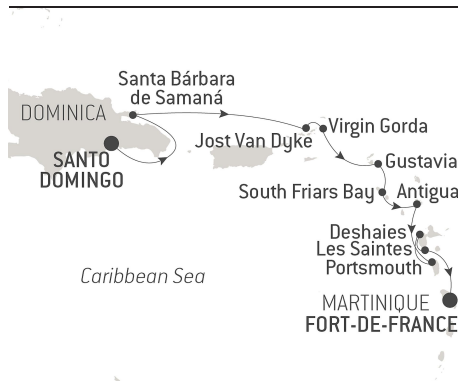 Santa Bárbara
de Samaná
DOMINICA
Jost Van Dyke
Virgin Gorda
SANTO
DOMINGO
Gustavia
South Friars Bay
Antigua
Deshaies
Les Saintes
Portsmouth
Caribbean Sea
MARTINIQUE
FORT-DE-FRANCE